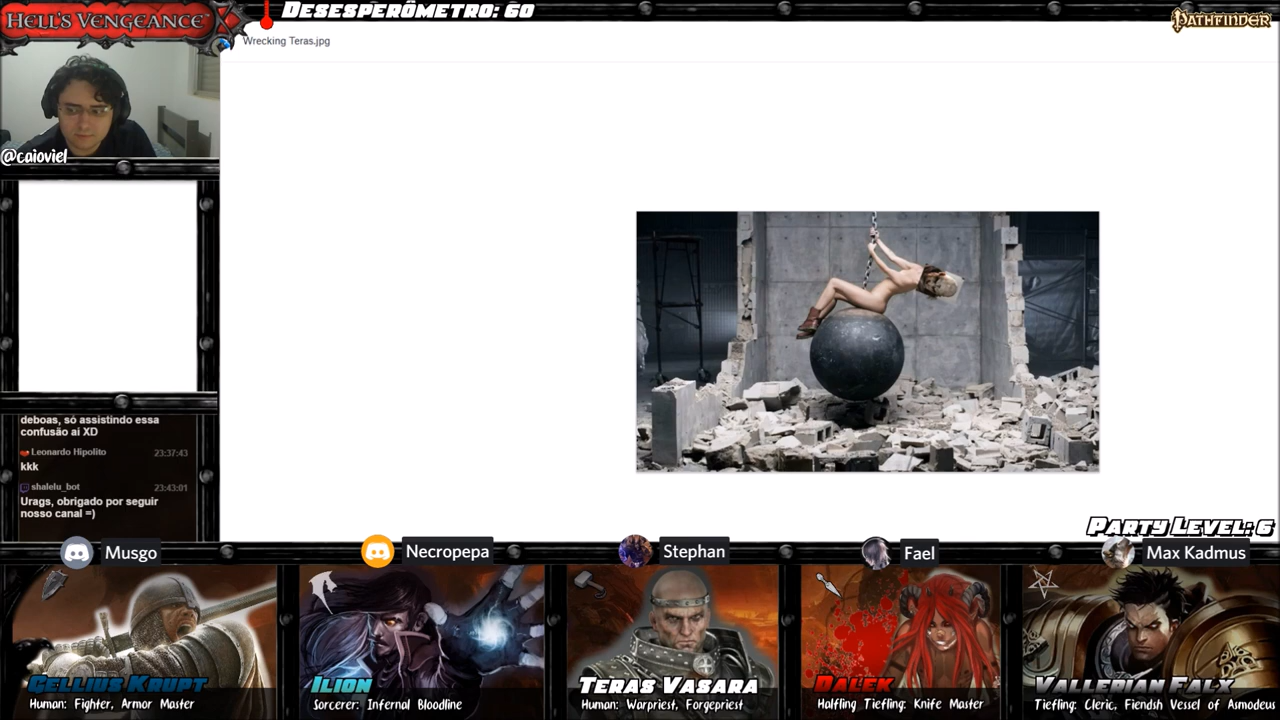 Hell's Vengeance
Desesperômetro: 60
Pathfinder
Wrecking Teras.jpg
@caioviel
deboas, só assistindo essa
confusão ai XD
Leonardo Hipolito 23:37:43
kkk
shalelu_bot 23:43:01
Urags, obrigado por seguir
nosso canal =)
Party Level: 6
Musgo
Necropepa
Stephan
Fael
Max Kadmus
Gellius Krupt
Human: Fighter, Armor Master
Ilion
Sorcerer: Infernal Bloodline
Teras Vasara
Human: Warpriest, Forgepriest
Dalek
Halfling Tiefling: Knife Master
Vallerian Falx
Tiefling: Cleric, Fiendsh Vessel of Asmodeus